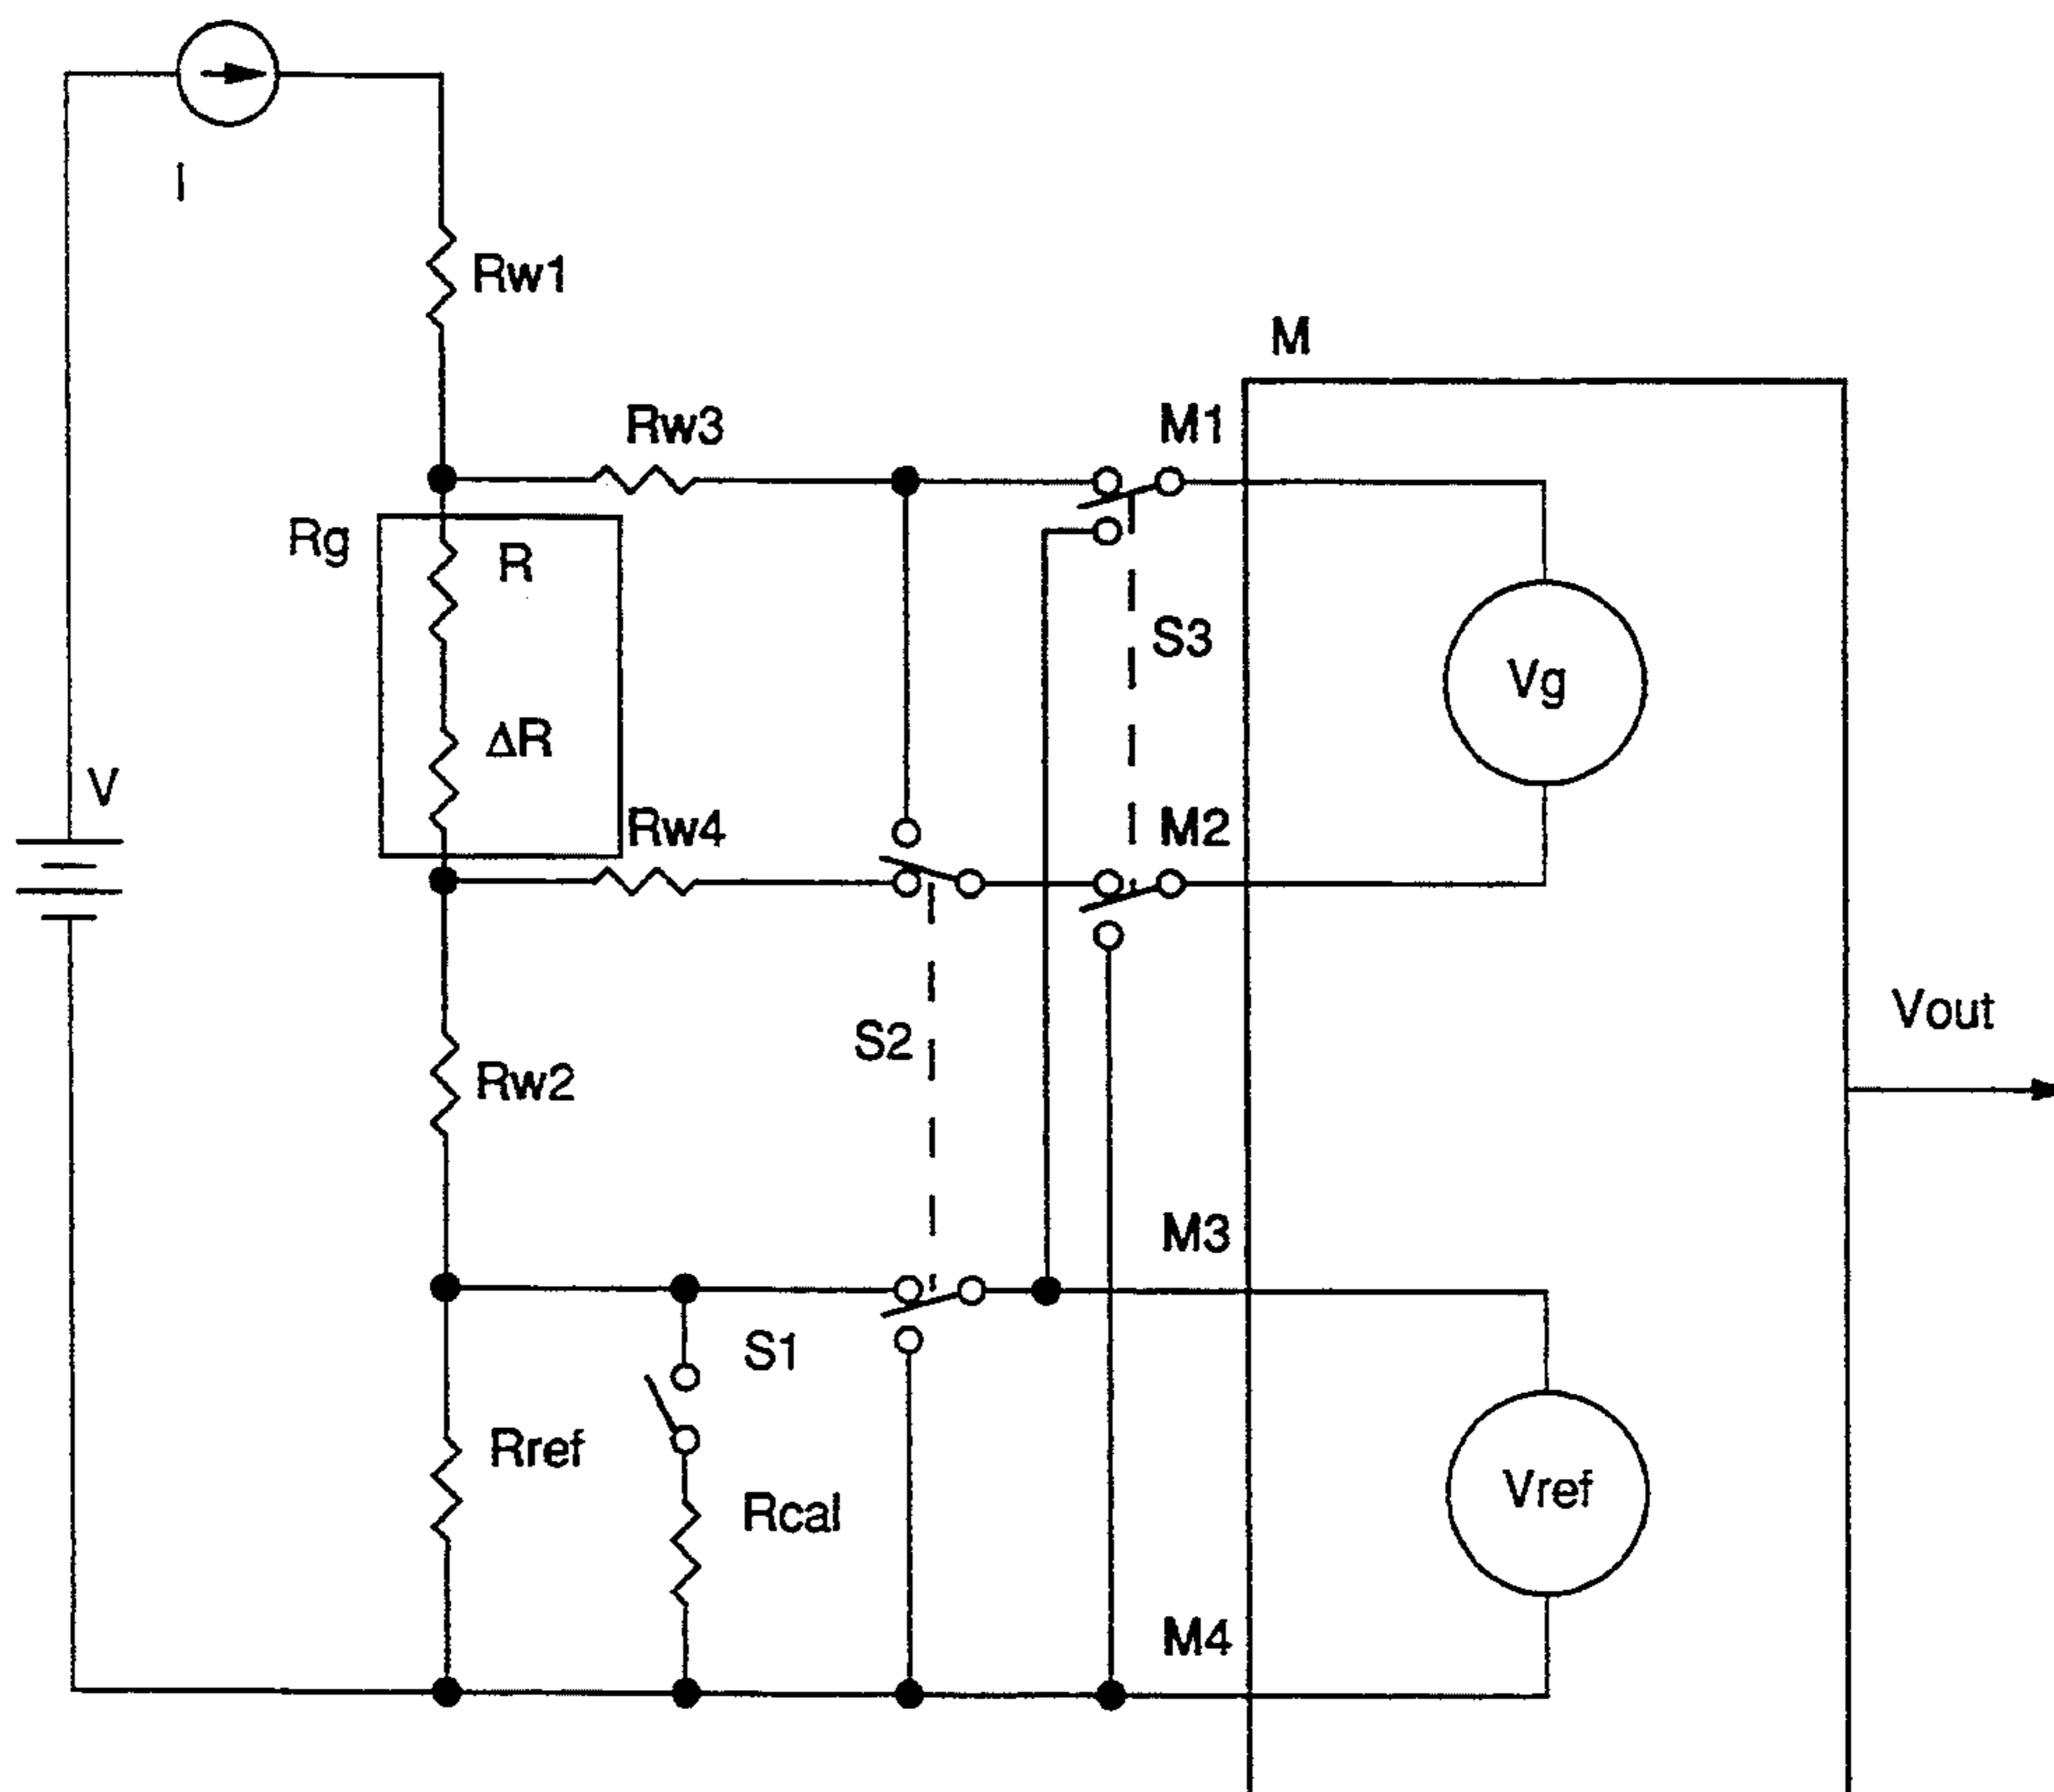 I
Rw1
M
Rw3
M1
Rg
R
S3
Vg
ΔR
V
Rw4
M2
Vout
S2
Rw2
M3
S1
Rref
Vref
Rcal
M4